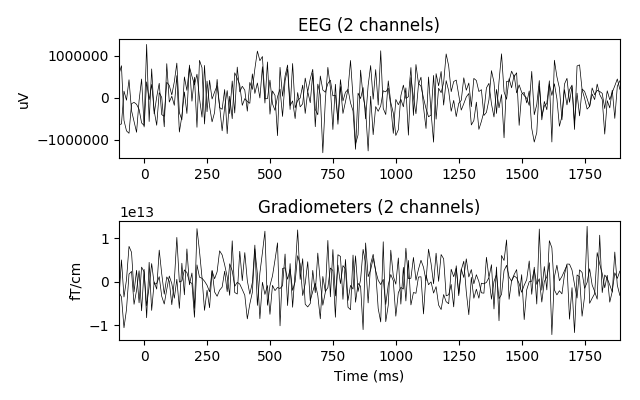 EEG (2 channels)
uV
1000000
0
−1000000
0 250 500 750 1000 1250 1500 1750
Gradiometers (2 channels)
1e13
fT/cm
1
0
−1
0 250 500 750 1000 1250 1500 1750
Time (ms)